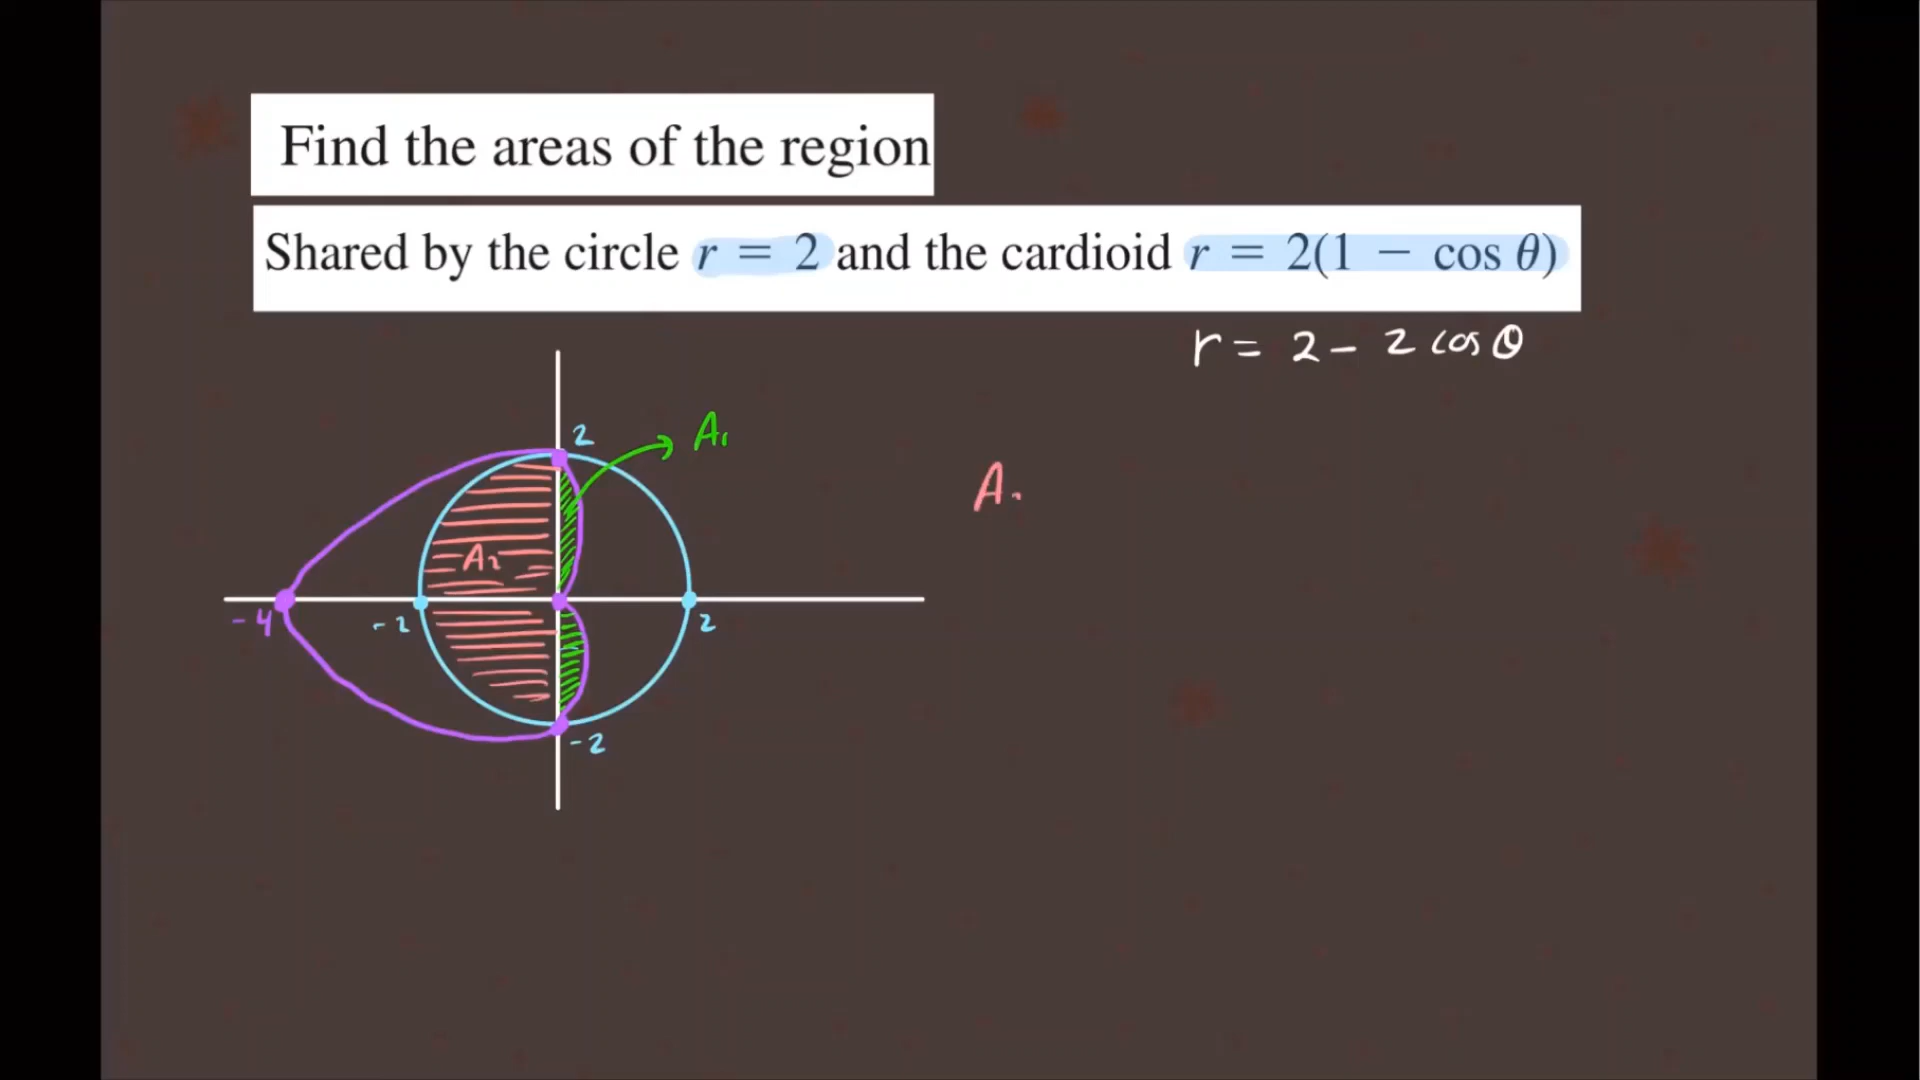 Find the areas of the region
Shared by the circle r = 2 and the cardioid r = 2(1 − cos θ)
r = 2 - 2 cos θ
2
A₁
A.
A₂
-4
-2
2
-2